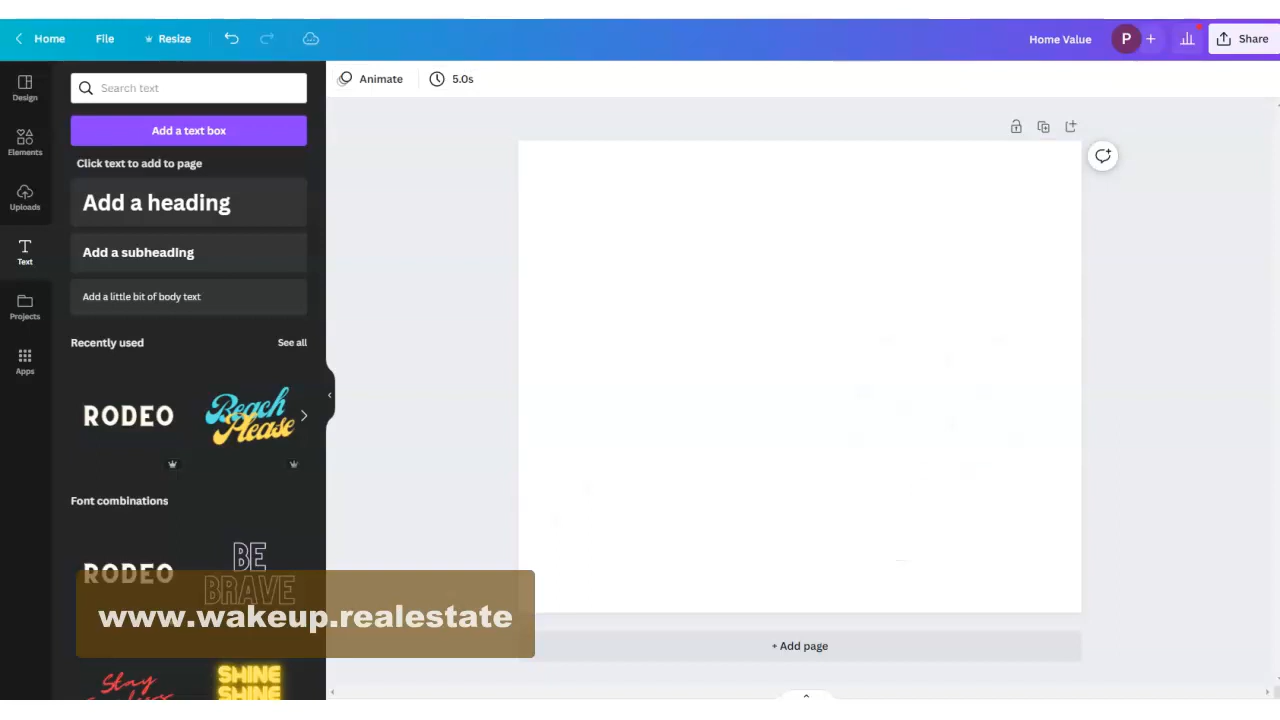 Home
File
Resize
Home Value
P
Share
Design
Elements
Uploads
Text
Projects
Apps
Search text
Add a text box
Click text to add to page
Add a heading
Add a subheading
Add a little bit of body text
Recently used
See all
RODEO
Beach
Please
Font combinations
RODEO
BE
BRAVE
www.wakeup.realestate
Stay
SHINE
SHINE
Animate
5.0s
+ Add page